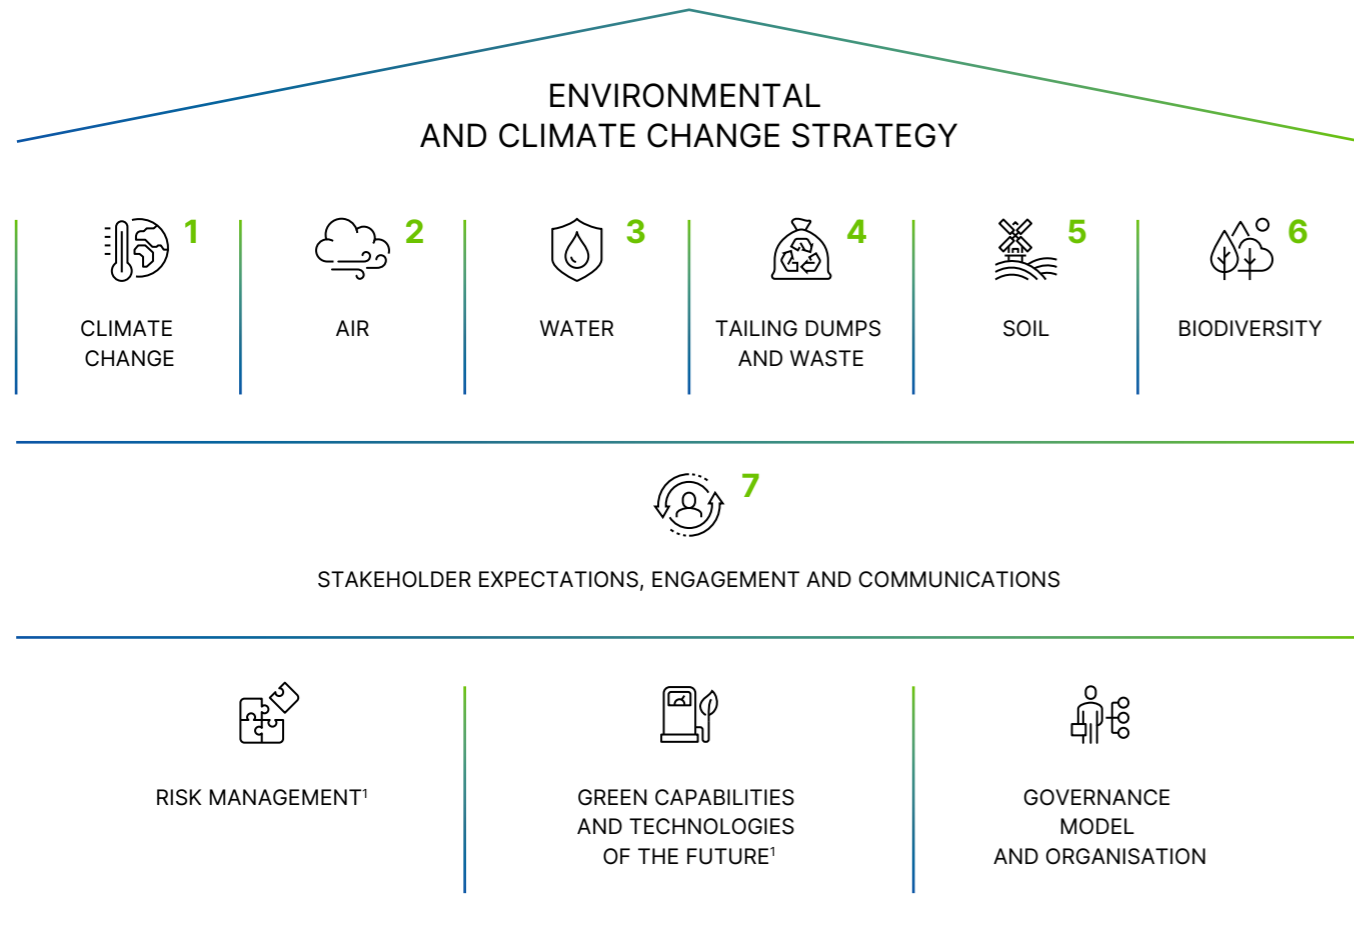 ENVIRONMENTAL
AND CLIMATE CHANGE STRATEGY
1
CLIMATE
CHANGE
2
AIR
3
WATER
4
TAILING DUMPS
AND WASTE
5
SOIL
6
BIODIVERSITY
7
STAKEHOLDER EXPECTATIONS, ENGAGEMENT AND COMMUNICATIONS
RISK MANAGEMENT¹
GREEN CAPABILITIES
AND TECHNOLOGIES
OF THE FUTURE¹
GOVERNANCE
MODEL
AND ORGANISATION